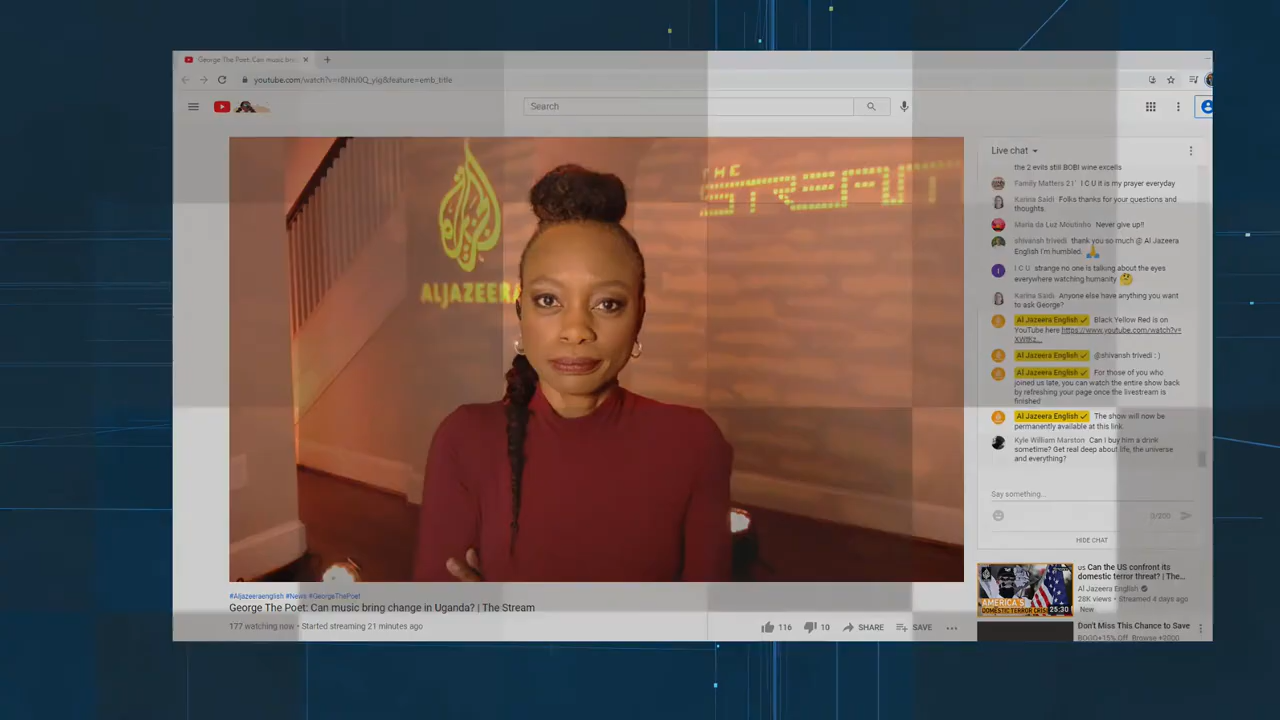 George The Poet: Can music brin
youtube.com/watch?v=i8NhI0Q_yig&feature=emb_title
Search
THE
STREAM
ALJAZEERA
Live chat
the 2 evils still BOBI wine excells
Family Matters 21' I C U it is my prayer everyday
Karina Saidi Folks thanks for your questions and
thoughts.
Maria da Luz Moutinho Never give up!!
shivansh trivedi thank you so much @ Al Jazeera
English I'm humbled.
I C U strange no one is talking about the eyes
everywhere watching humanity
Karina Saidi Anyone else have anything you want
to ask George?
Al Jazeera English Black Yellow Red is on
YouTube here https://www.youtube.com/watch?v=
XWtKz...
Al Jazeera English @shivansh trivedi : )
Al Jazeera English For those of you who
joined us late, you can watch the entire show back
by refreshing your page once the livestream is
finished
Al Jazeera English The show will now be
permanently available at this link.
Kyle William Marston Can I buy him a drink
sometime? Get real deep about life, the universe
and everything?
Say something...
0/200
HIDE CHAT
#Aljazeeraenglish #News #GeorgeThePoet
George The Poet: Can music bring change in Uganda? | The Stream
177 watching now • Started streaming 21 minutes ago
116
10
SHARE
SAVE
AMERICA'S
DOMESTIC TERROR CRISIS
25:30
us Can the US confront its
domestic terror threat? | The...
Al Jazeera English
28K views • Streamed 4 days ago
New
Don't Miss This Chance to Save
BOGO+15% Off. Browse +2000